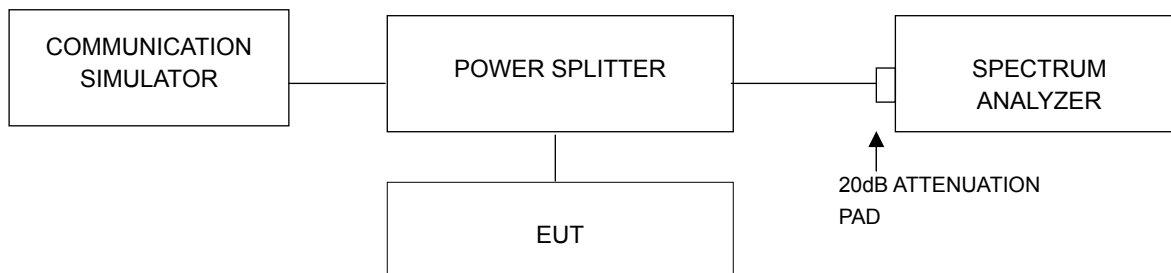 COMMUNICATION
SIMULATOR
POWER SPLITTER
SPECTRUM
ANALYZER
20dB ATTENUATION
PAD
EUT